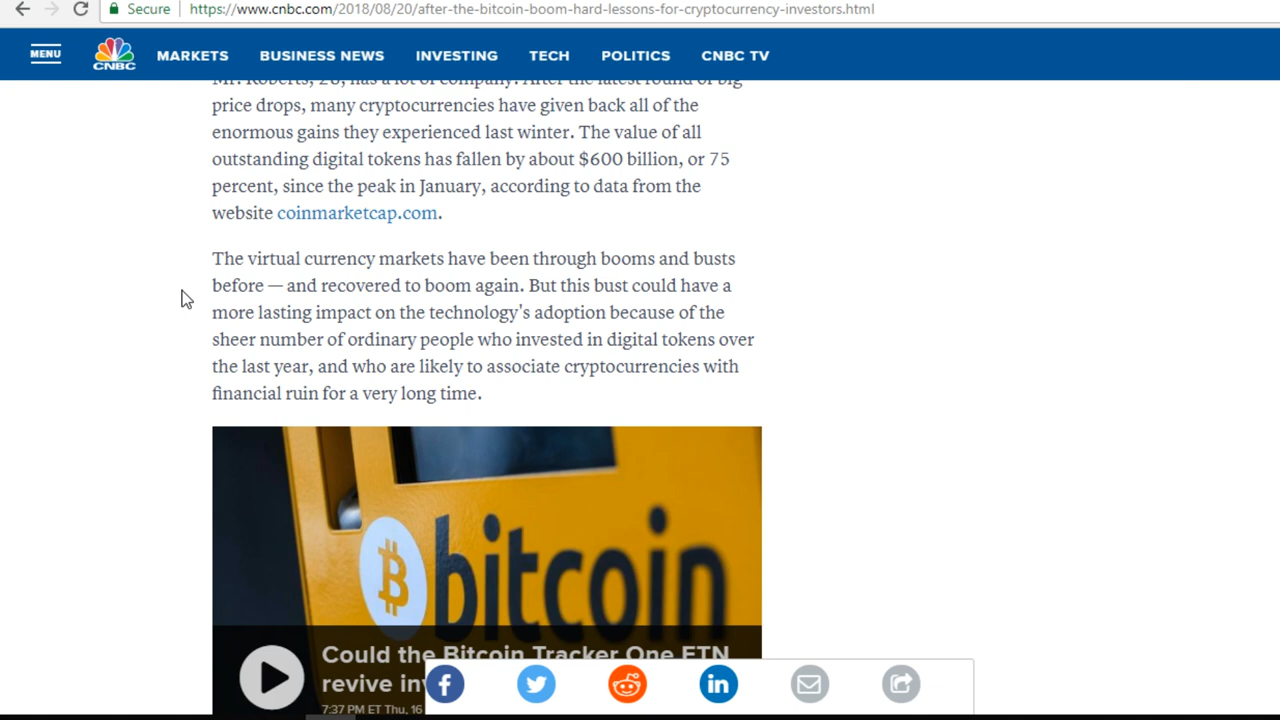 Secure
https://www.cnbc.com/2018/08/20/after-the-bitcoin-boom-hard-lessons-for-cryptocurrency-investors.html
MENU
CNBC
MARKETS
BUSINESS NEWS
INVESTING
TECH
POLITICS
CNBC TV
Mr. Roberts, 28, has a lot of company. After the latest round of big
price drops, many cryptocurrencies have given back all of the
enormous gains they experienced last winter. The value of all
outstanding digital tokens has fallen by about $600 billion, or 75
percent, since the peak in January, according to data from the
website coinmarketcap.com.
The virtual currency markets have been through booms and busts
before — and recovered to boom again. But this bust could have a
more lasting impact on the technology's adoption because of the
sheer number of ordinary people who invested in digital tokens over
the last year, and who are likely to associate cryptocurrencies with
financial ruin for a very long time.
bitcoin
Could the Bitcoin Tracker One ETN
revive
7:37 PM ET Thu, 16